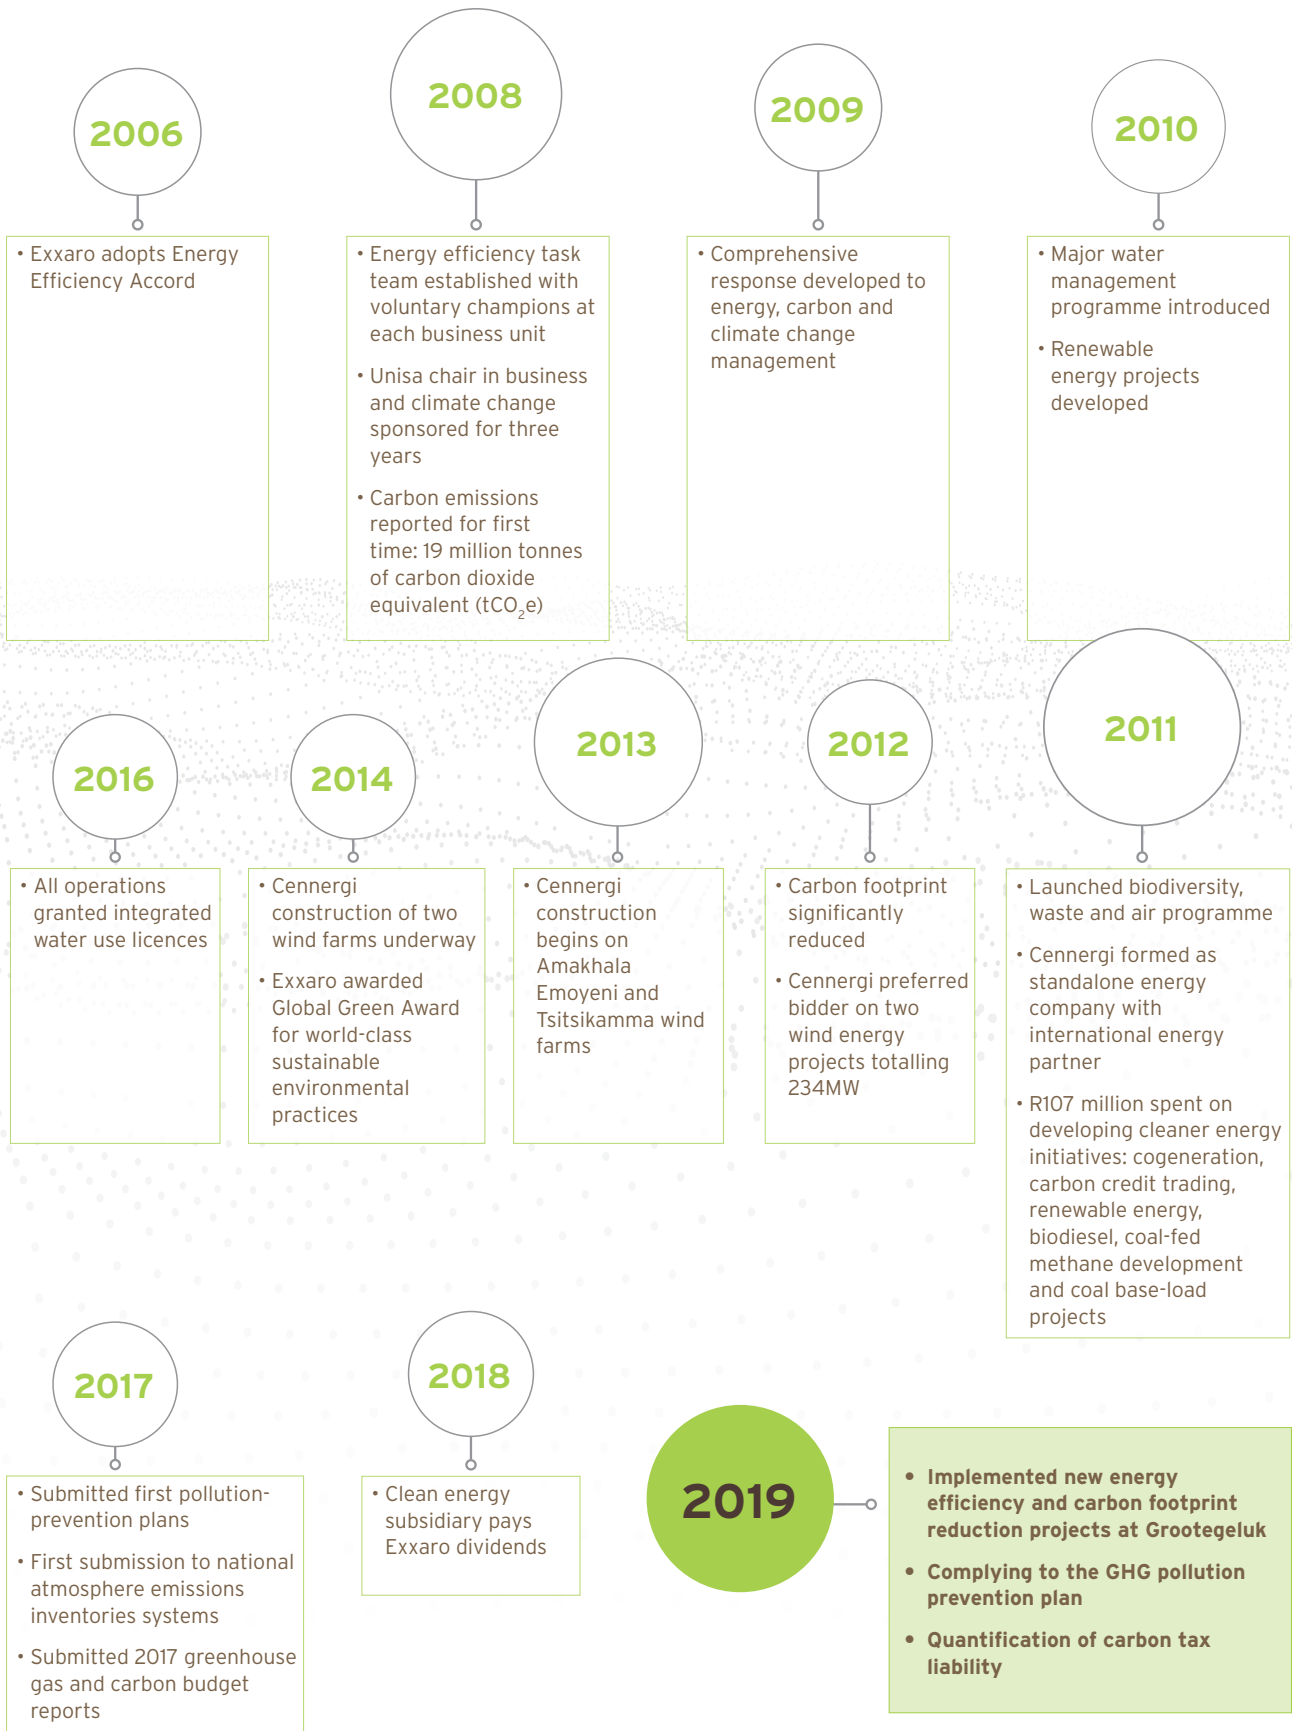 2006
• Exxaro adopts Energy
Efficiency Accord
2008
• Energy efficiency task
team established with
voluntary champions at
each business unit
• Unisa chair in business
and climate change
sponsored for three
years
• Carbon emissions
reported for first
time: 19 million tonnes
of carbon dioxide
equivalent (tCO₂e)
2009
• Comprehensive
response developed to
energy, carbon and
climate change
management
2010
• Major water
management
programme introduced
• Renewable
energy projects
developed
2011
• Launched biodiversity,
waste and air programme
• Cennergi formed as
standalone energy
company with
international energy
partner
• R107 million spent on
developing cleaner energy
initiatives: cogeneration,
carbon credit trading,
renewable energy,
biodiesel, coal-fed
methane development
and coal base-load
projects
2012
• Carbon footprint
significantly
reduced
• Cennergi preferred
bidder on two
wind energy
projects totalling
234MW
2013
• Cennergi
construction
begins on
Amakhala
Emoyeni and
Tsitsikamma wind
farms
2014
• Cennergi
construction of two
wind farms underway
• Exxaro awarded
Global Green Award
for world-class
sustainable
environmental
practices
2016
• All operations
granted integrated
water use licences
2017
• Submitted first pollution-
prevention plans
• First submission to national
atmosphere emissions
inventories systems
• Submitted 2017 greenhouse
gas and carbon budget
reports
2018
• Clean energy
subsidiary pays
Exxaro dividends
2019
• Implemented new energy
efficiency and carbon footprint
reduction projects at Grootegeluk
• Complying to the GHG pollution
prevention plan
• Quantification of carbon tax
liability